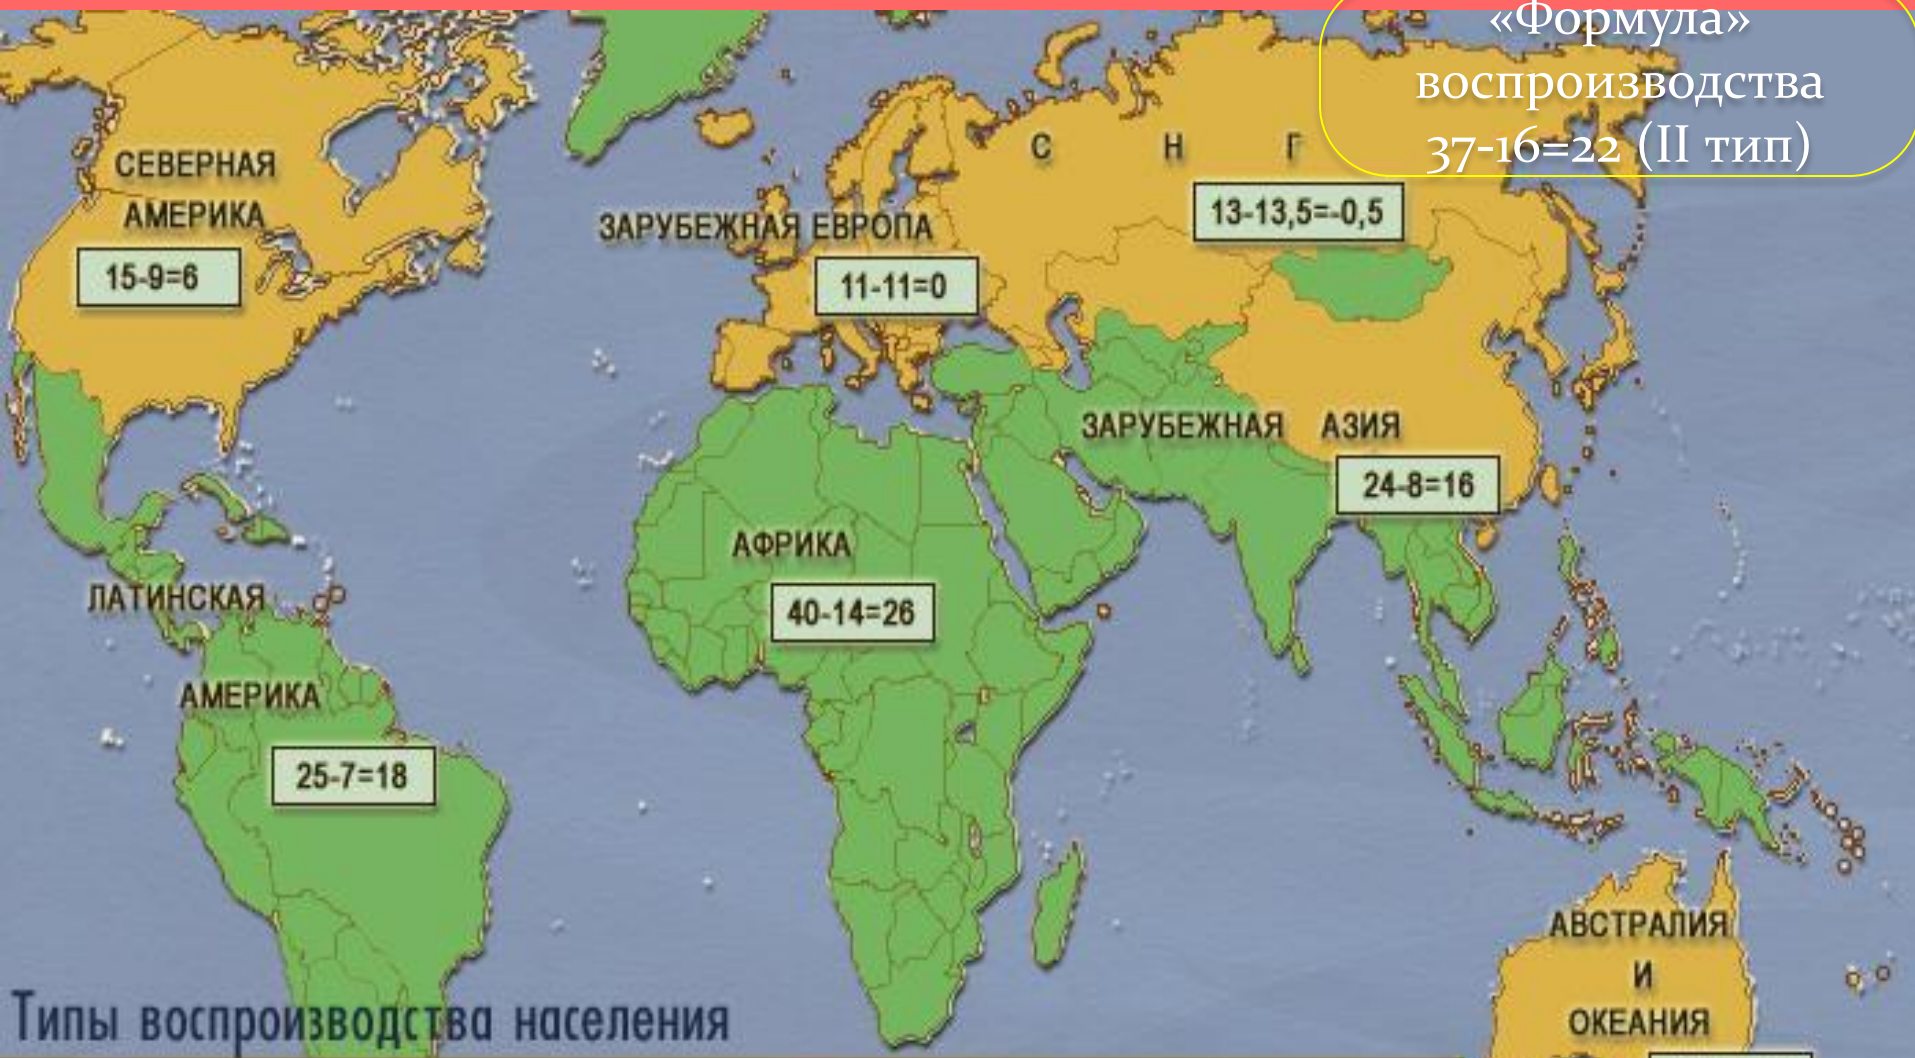 «Формула»
воспроизводства
37-16=22 (II тип)
СЕВЕРНАЯ
АМЕРИКА
15-9=6
ЗАРУБЕЖНАЯ ЕВРОПА
11-11=0
С Н Г
13-13,5=-0,5
ЗАРУБЕЖНАЯ АЗИЯ
24-8=16
АФРИКА
40-14=26
ЛАТИНСКАЯ
АМЕРИКА
25-7=18
АВСТРАЛИЯ
И
ОКЕАНИЯ
Типы воспроизводства населения